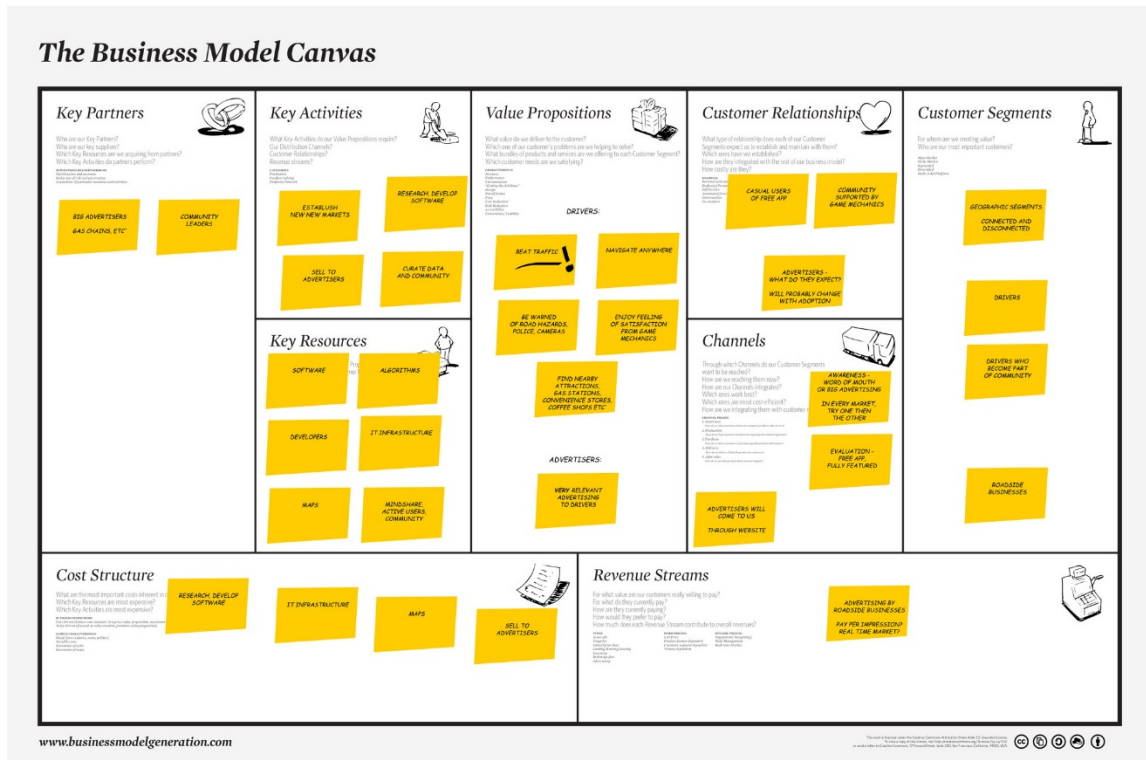 The Business Model Canvas
Key Partners
Who are our Key Partners?
Who are our key suppliers?
Which Key Resources are we acquiring from partners?
Which Key Activities do partners perform?
BIG ADVERTISERS
GAS CHAINS, ETC'
COMMUNITY
LEADERS
Key Activities
What Key Activities do our Value Propositions require?
Our Distribution Channels?
Customer Relationships?
Revenue streams?
RESEARCH, DEVELOP
SOFTWARE
ESTABLISH
NEW NEW MARKETS
SELL TO
ADVERTISERS
CURATE DATA
AND COMMUNITY
Key Resources
SOFTWARE
ALGORITHMS
DEVELOPERS
IT INFRASTRUCTURE
MAPS
MINDSHARE,
ACTIVE USERS,
COMMUNITY
Value Propositions
What value do we deliver to the customer?
Which one of our customer's problems are we helping to solve?
What bundles of products and services are we offering to each Customer Segment?
Which customer needs are we satisfying?
DRIVERS:
BEAT TRAFFIC
NAVIGATE ANYWHERE
BE WARNED
OF ROAD HAZARDS,
POLICE, CAMERAS
ENJOY FEELING
OF SATISFACTION
FROM GAME
MECHANICS
FIND NEARBY
ATTRACTIONS,
GAS STATIONS,
CONVENIENCE STORES,
COFFEE SHOPS ETC'
ADVERTISERS:
VERY RELEVANT
ADVERTISING
TO DRIVERS
Customer Relationships
What type of relationship does each of our Customer
Segments expect us to establish and maintain with them?
Which ones have we established?
How are they integrated with the rest of our business model?
How costly are they?
CASUAL USERS
OF FREE APP
COMMUNITY
SUPPORTED BY
GAME MECHANICS
ADVERTISERS -
WHAT DO THEY EXPECT?
WILL PROBABLY CHANGE
WITH ADOPTION
Channels
Through which Channels do our Customer Segments
want to be reached?
How are we reaching them now?
How are our Channels integrated?
Which ones work best?
Which ones are most cost-efficient?
How are we integrating them with customer
AWARENESS -
WORD OF MOUTH
OR BIG ADVERTISING
IN EVERY MARKET,
TRY ONE THEN
THE OTHER
EVALUATION -
FREE APP,
FULLY FEATURED
ADVERTISERS WILL
COME TO US
THROUGH WEBSITE
Customer Segments
For whom are we creating value?
Who are our most important customers?
GEOGRAPHIC SEGMENTS
CONNECTED AND
DISCONNECTED
DRIVERS
DRIVERS WHO
BECOME PART
OF COMMUNITY
ROADSIDE
BUSINESSES
Cost Structure
What are the most important costs inherent in
Which Key Resources are most expensive?
Which Key Activities are most expensive?
RESEARCH, DEVELOP
SOFTWARE
IT INFRASTRUCTURE
MAPS
SELL TO
ADVERTISERS
Revenue Streams
For what value are our customers really willing to pay?
For what do they currently pay?
How are they currently paying?
How would they prefer to pay?
How much does each Revenue Stream contribute to overall revenues?
ADVERTISING BY
ROADSIDE BUSINESSES
PAY PER IMPRESSION?
REAL TIME MARKET?
www.businessmodelgeneration.com